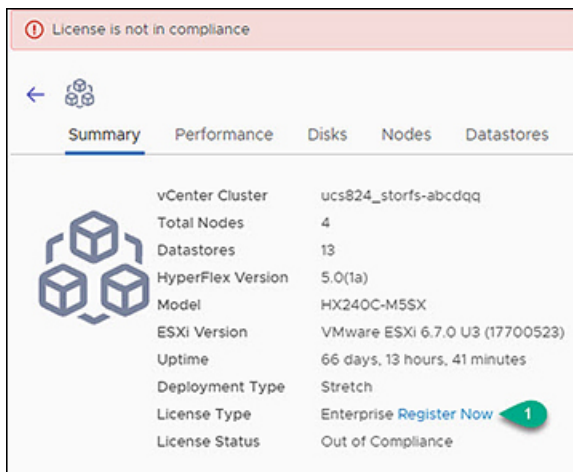 License is not in compliance
Summary Performance Disks Nodes Datastores
vCenter Cluster ucs824_storfs-abcdqq
Total Nodes 4
Datastores 13
HyperFlex Version 5.0(1a)
Model HX240C-M5SX
ESXi Version VMware ESXi 6.7.0 U3 (17700523)
Uptime 66 days, 13 hours, 41 minutes
Deployment Type Stretch
License Type Enterprise Register Now 1
License Status Out of Compliance